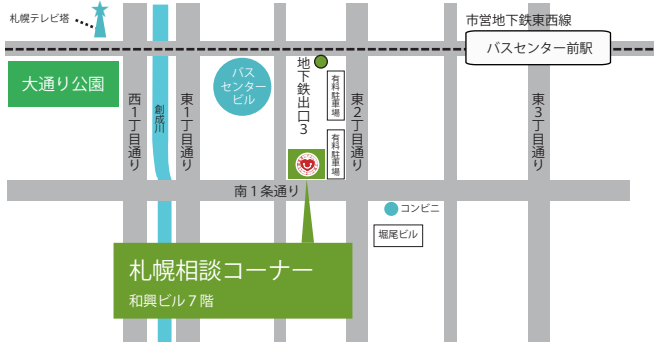 札幌テレビ塔
市営地下鉄東西線
バスセンター前駅
大通り公園
バス
センター
ビル
地下鉄出口3
有料駐車場
有料駐車場
西1丁目通り
創成川
東1丁目通り
東2丁目通り
東3丁目通り
南1条通り
コンビニ
堀尾ビル
札幌相談コーナー
和興ビル7階